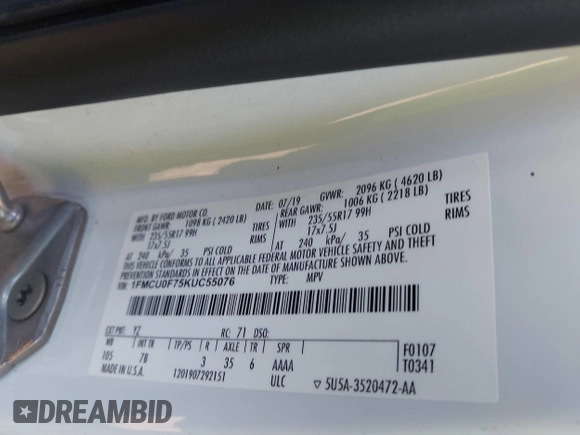 MFD. BY FORD MOTOR CO.
DATE: 07/19
GVWR: 2096 KG ( 4620 LB)
FRONT GAWR: 1098 KG ( 2420 LB)
REAR GAWR: 1006 KG ( 2218 LB)
WITH 235/55R17 99H TIRES
WITH 235/55R17 99H TIRES
17x7.5J RIMS
17x7.5J RIMS
AT 240 kPa/ 35 PSI COLD
AT 240 kPa/ 35 PSI COLD
THIS VEHICLE CONFORMS TO ALL APPLICABLE FEDERAL MOTOR VEHICLE SAFETY AND THEFT
PREVENTION STANDARDS IN EFFECT ON THE DATE OF MANUFACTURE SHOWN ABOVE.
1FMCU0F75KUC55076 TYPE: MPV
EXT PNT: YZ RC: 71 DSO:
WB INT TR TP/PS R AXLE TR SPR
105 7B 3 35 6 AAAA
F0107
T0341
MADE IN U.S.A. 1201907292151 ULC
5U5A-3520472-AA
DREAMBID